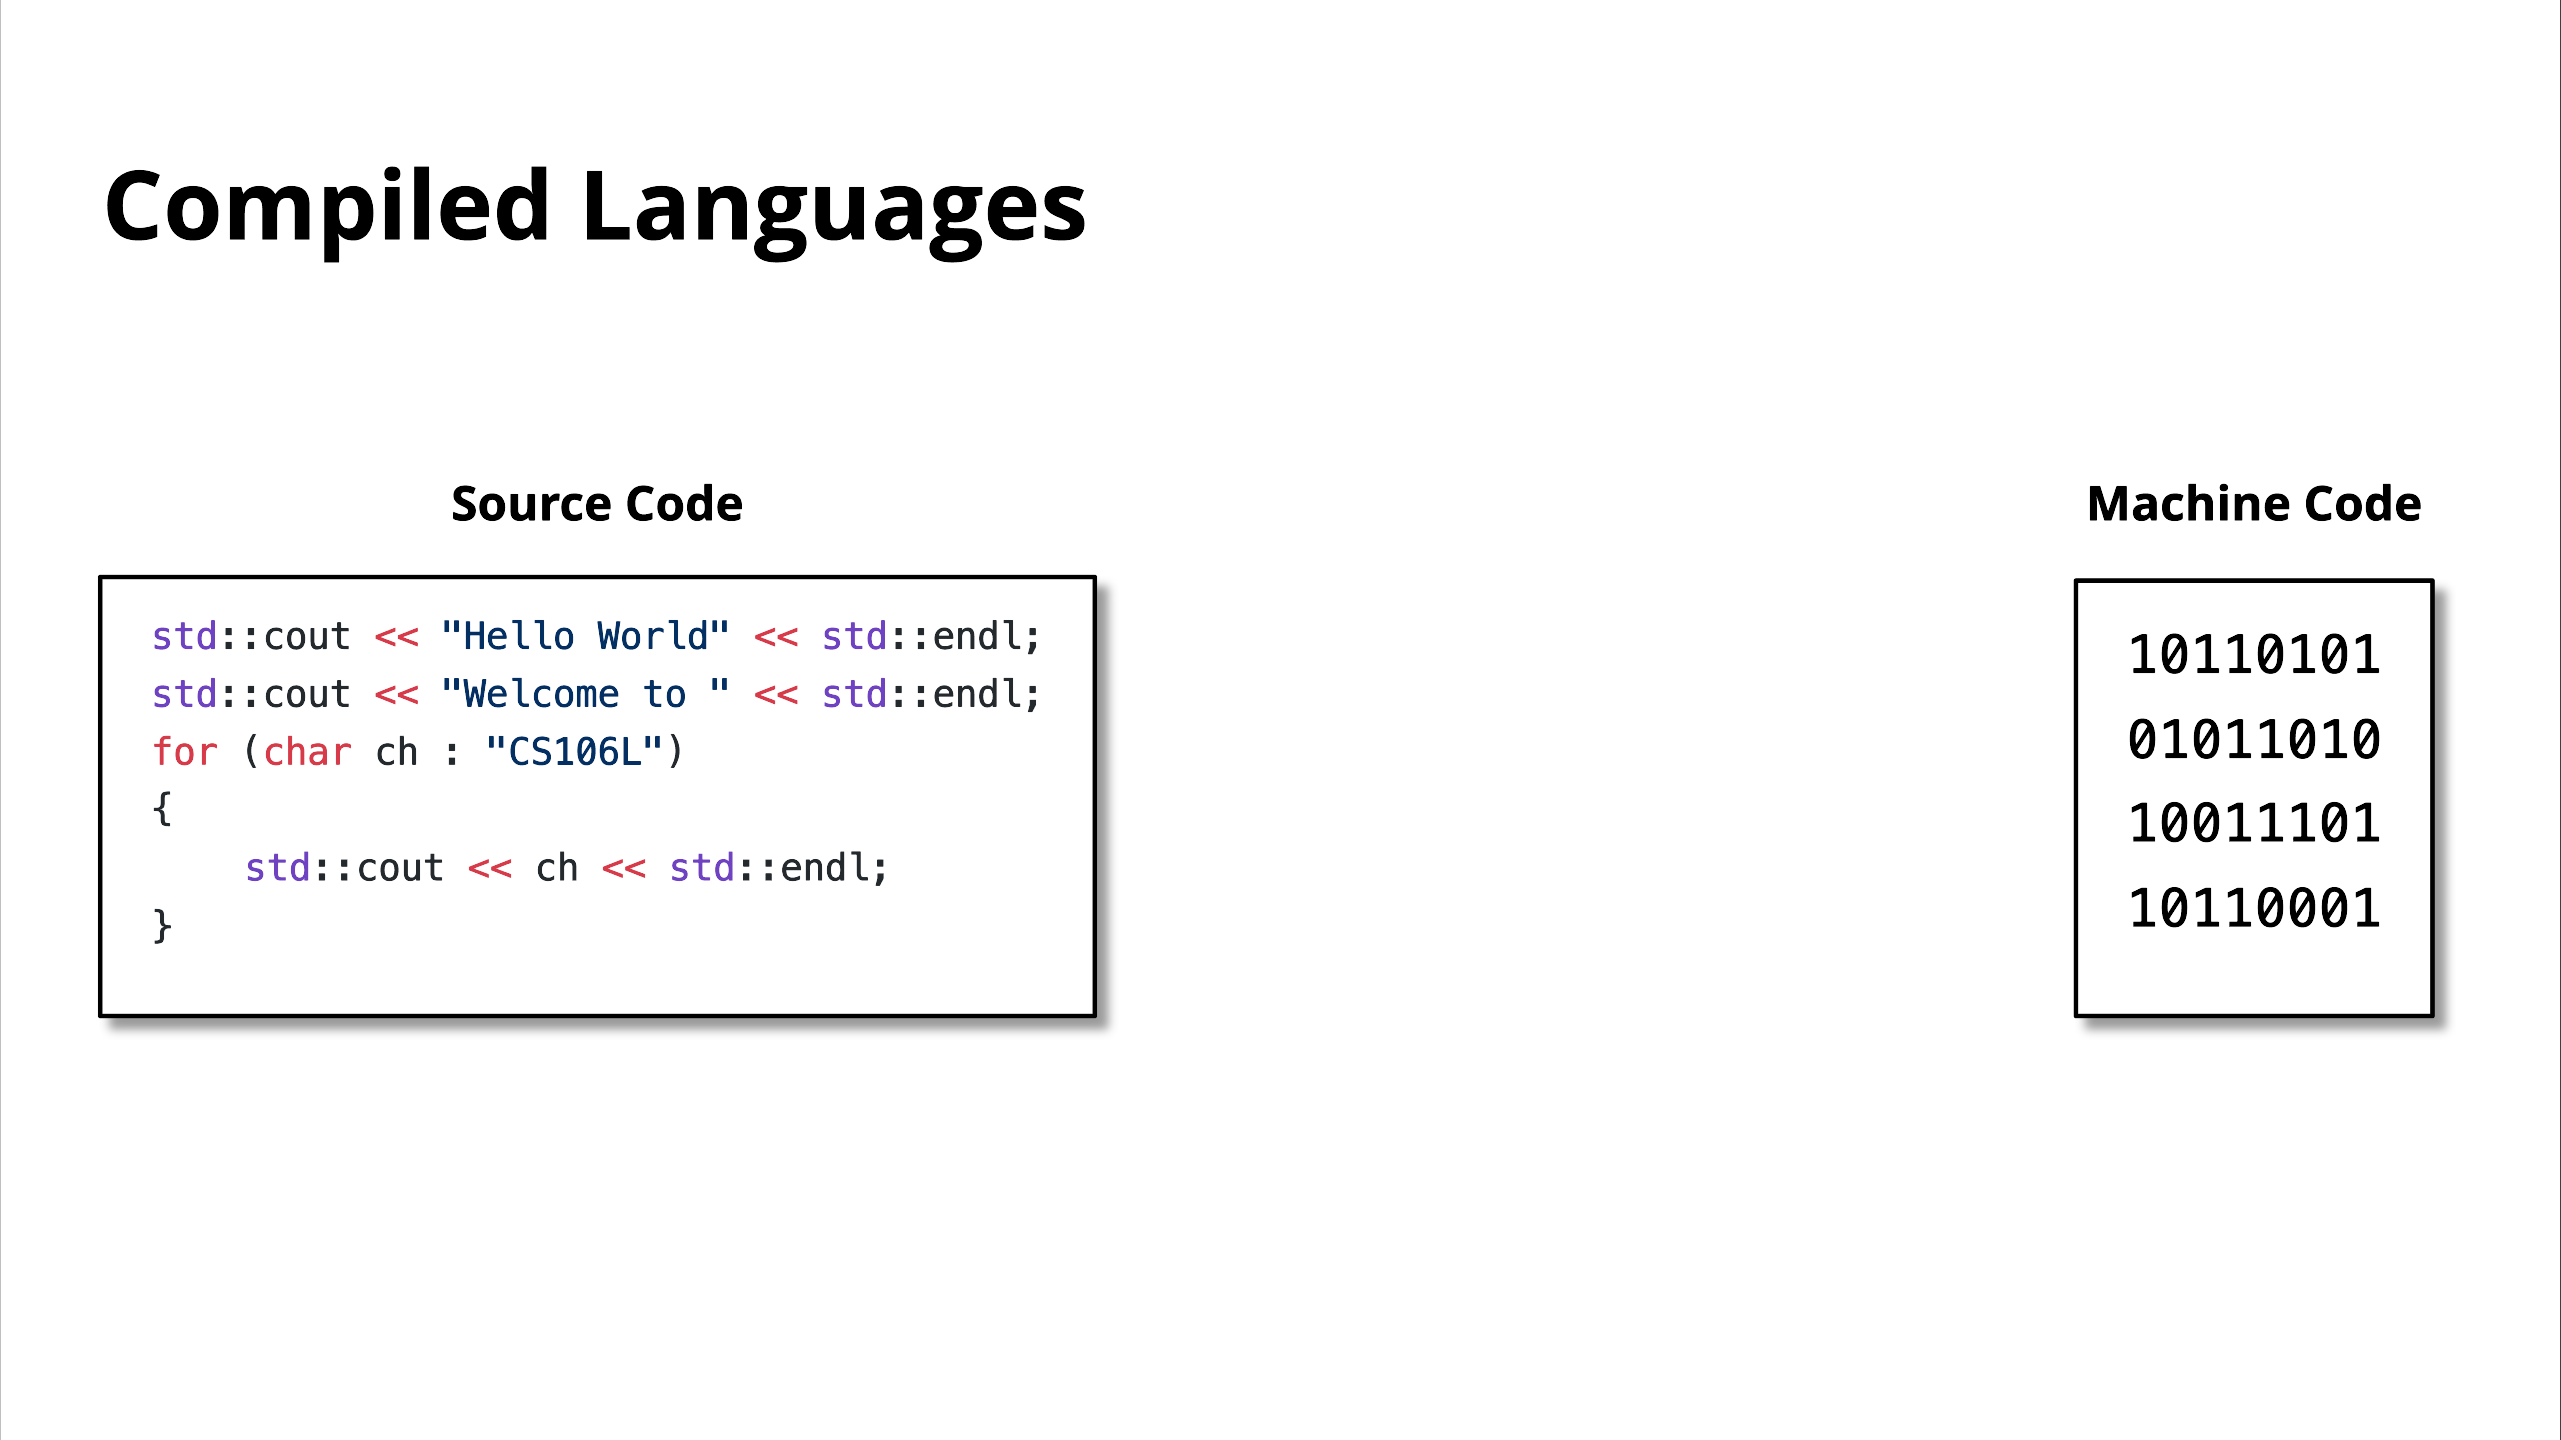 Compiled Languages
Source Code
std::cout << "Hello World" << std::endl;
std::cout << "Welcome to " << std::endl;
for (char ch : "CS106L")
{
    std::cout << ch << std::endl;
}
Machine Code
10110101
01011010
10011101
10110001